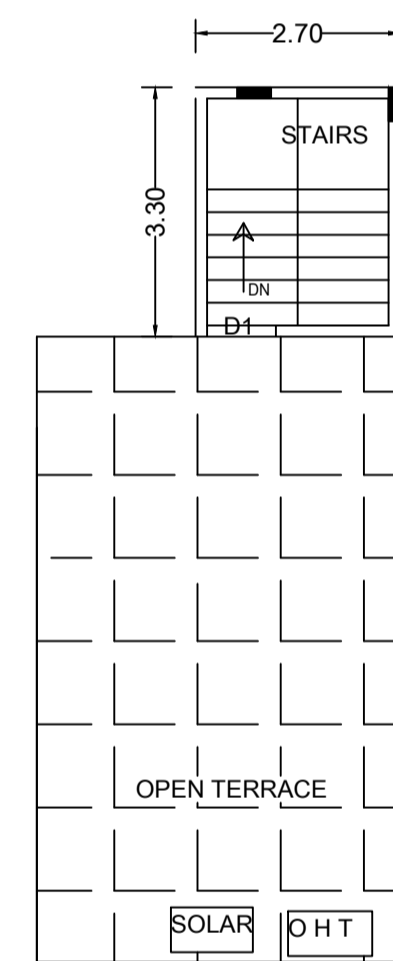 2.70
STAIRS
3.30
DN
D1
OPEN TERRACE
SOLAR
O H T